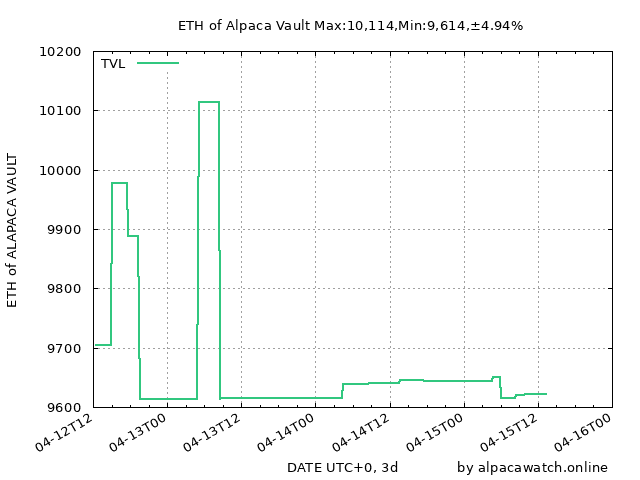 ETH of Alpaca Vault Max:10,114,Min:9,614,±4.94%
TVL
10200
10100
10000
9900
9800
9700
9600
ETH of ALAPACA VAULT
04-12T12
04-13T00
04-13T12
04-14T00
04-14T12
04-15T00
04-15T12
04-16T00
DATE UTC+0, 3d
by alpacawatch.online